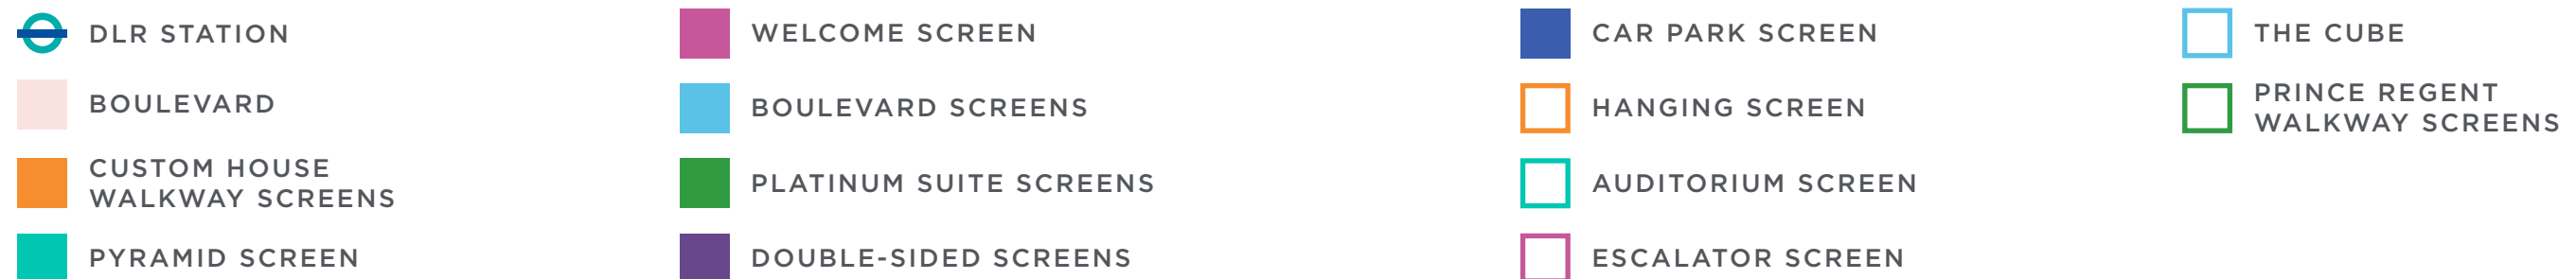 DLR STATION
BOULEVARD
CUSTOM HOUSE
WALKWAY SCREENS
PYRAMID SCREEN
WELCOME SCREEN
BOULEVARD SCREENS
PLATINUM SUITE SCREENS
DOUBLE-SIDED SCREENS
CAR PARK SCREEN
HANGING SCREEN
AUDITORIUM SCREEN
ESCALATOR SCREEN
THE CUBE
PRINCE REGENT
WALKWAY SCREENS